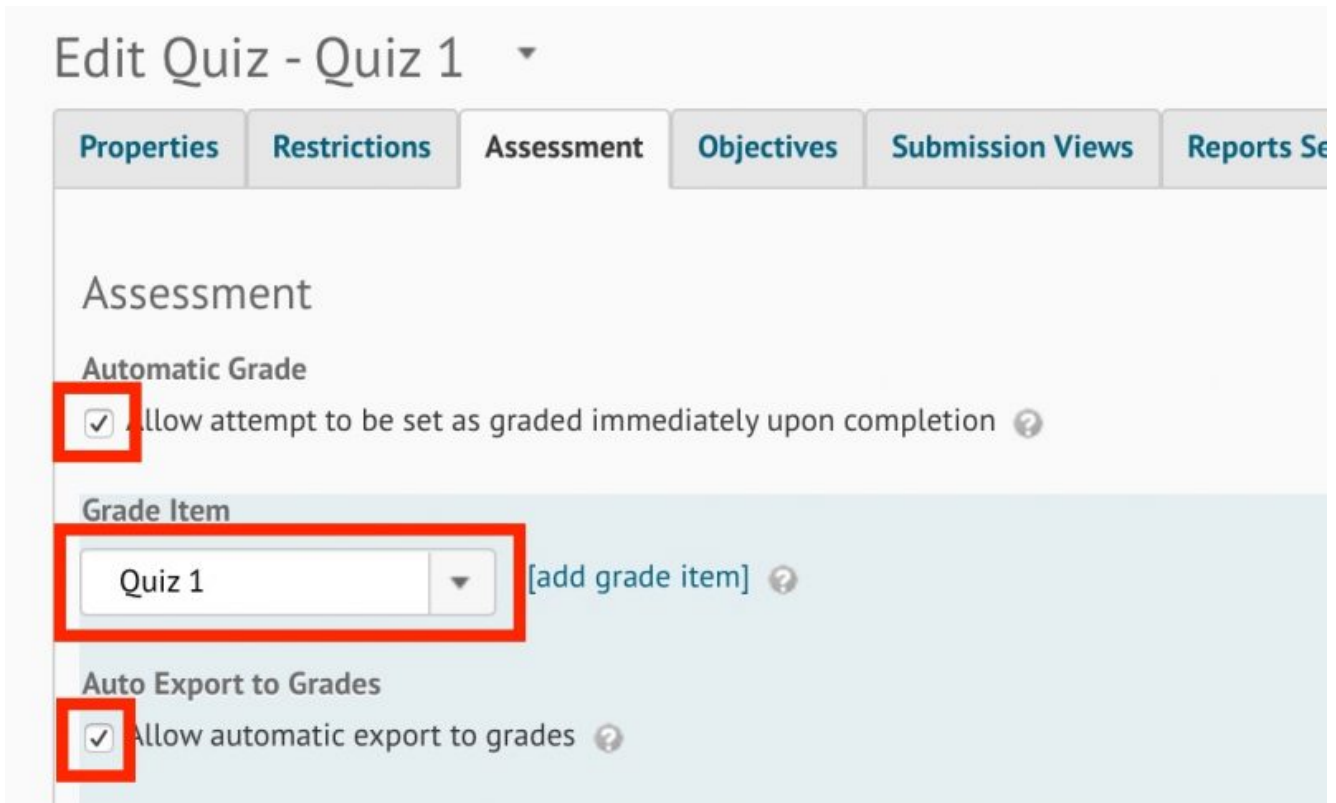 Edit Quiz - Quiz 1
Properties Restrictions Assessment Objectives Submission Views Reports Se
Assessment
Automatic Grade
Allow attempt to be set as graded immediately upon completion
Grade Item
Quiz 1 [add grade item]
Auto Export to Grades
Allow automatic export to grades